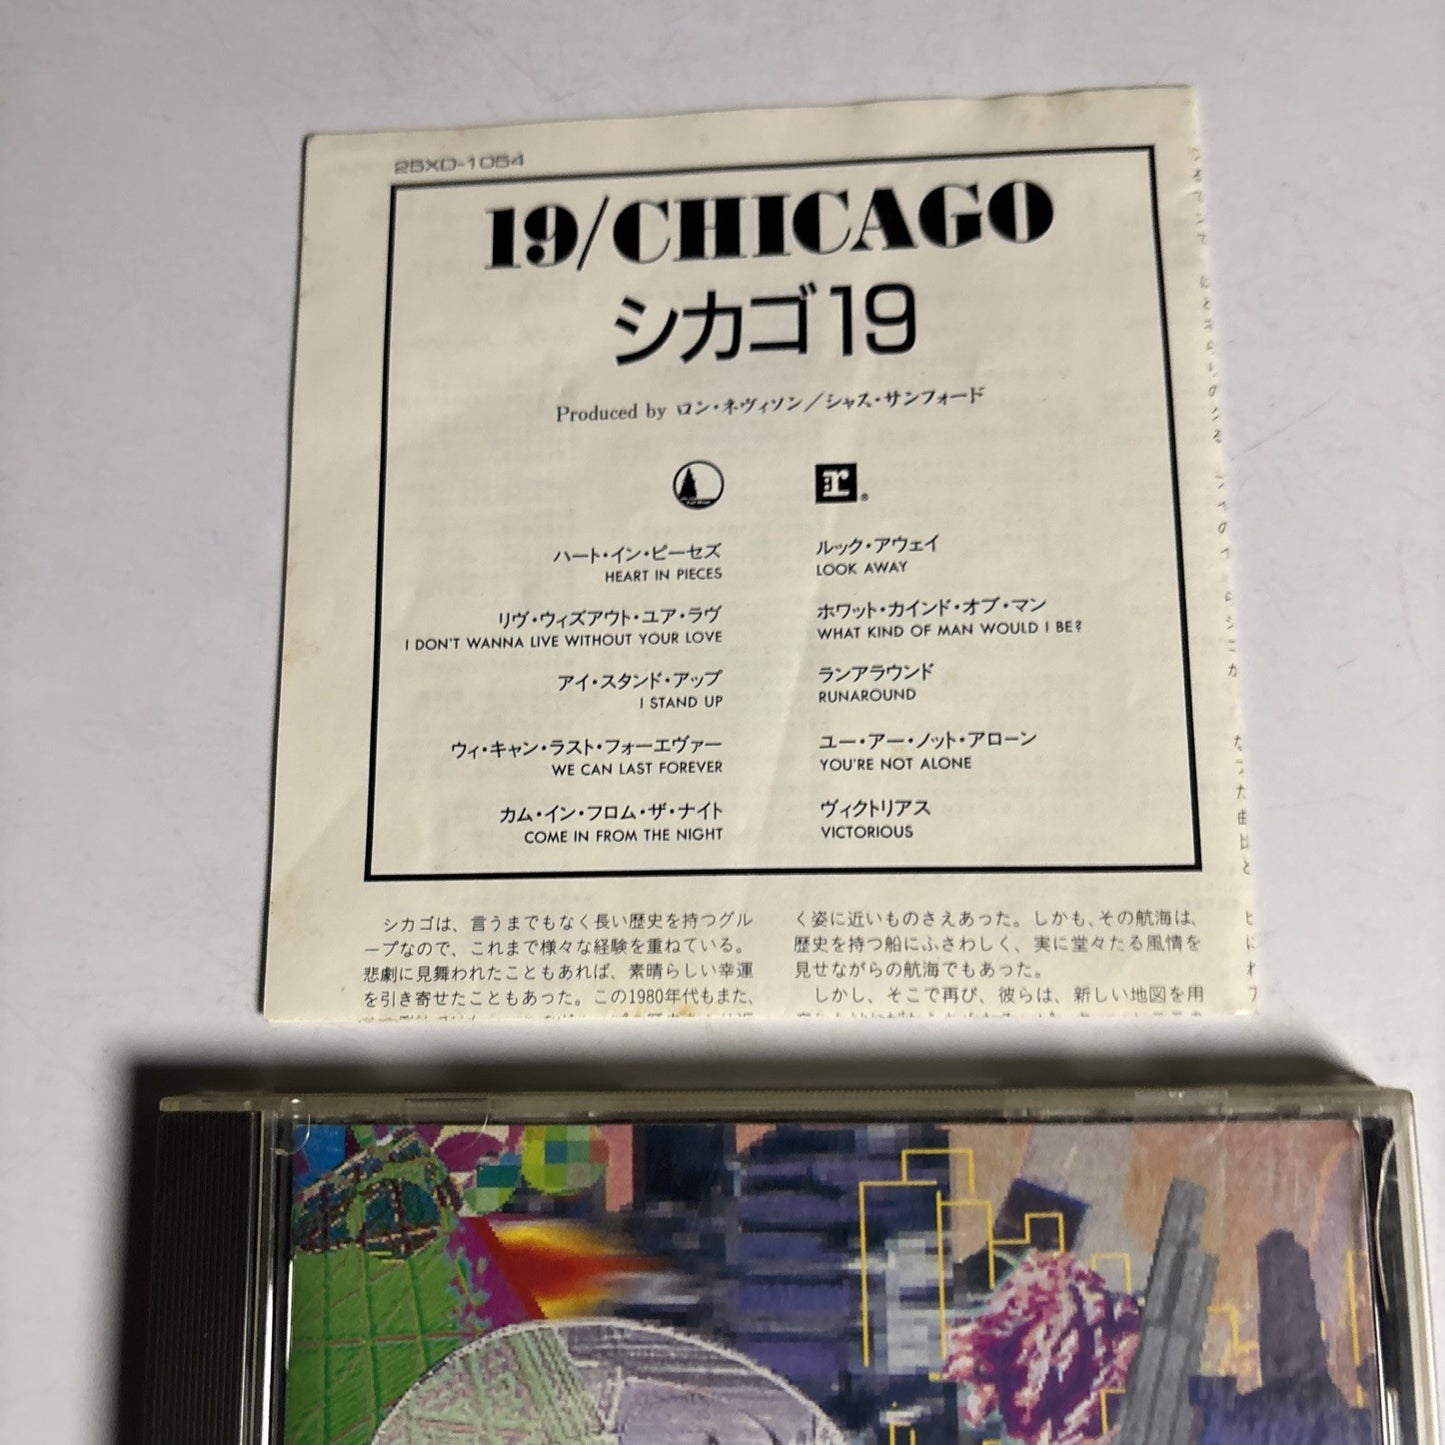 25XD-1054
19/CHICAGO
シカゴ19
Produced by ロン・ネヴィソン/シャス・サンフォード
r ®
ハート・イン・ピーセズ
HEART IN PIECES
リヴ・ウィズアウト・ユア・ラヴ
I DON'T WANNA LIVE WITHOUT YOUR LOVE
アイ・スタンド・アップ
I STAND UP
ウィ・キャン・ラスト・フォーエヴァー
WE CAN LAST FOREVER
カム・イン・フロム・ザ・ナイト
COME IN FROM THE NIGHT
ルック・アウェイ
LOOK AWAY
ホワット・カインド・オブ・マン
WHAT KIND OF MAN WOULD I BE?
ランアラウンド
RUNAROUND
ユー・アー・ノット・アローン
YOU'RE NOT ALONE
ヴィクトリアス
VICTORIOUS
シカゴは、言うまでもなく長い歴史を持つグル
ープなので、これまで様々な経験を重ねている。
悲劇に見舞われたこともあれば、素晴らしい幸運
を引き寄せたこともあった。この1980年代もまた、
く姿に近いものさえあった。しかも、その航海は、
歴史を持つ船にふさわしく、実に堂々たる風情を
見せながらの航海でもあった。
しかし、そこで再び、彼らは、新しい地図を用